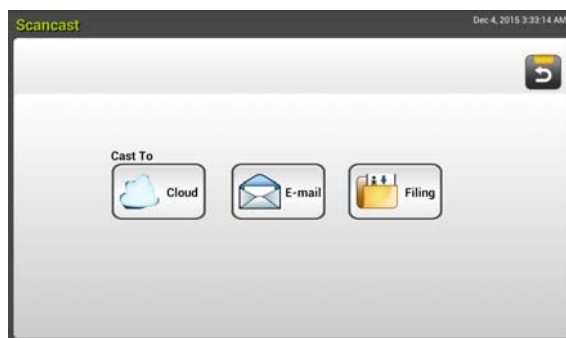 Scancast
Dec 4, 2015 3:33:14 AM
Cast To
Cloud
E-mail
Filing